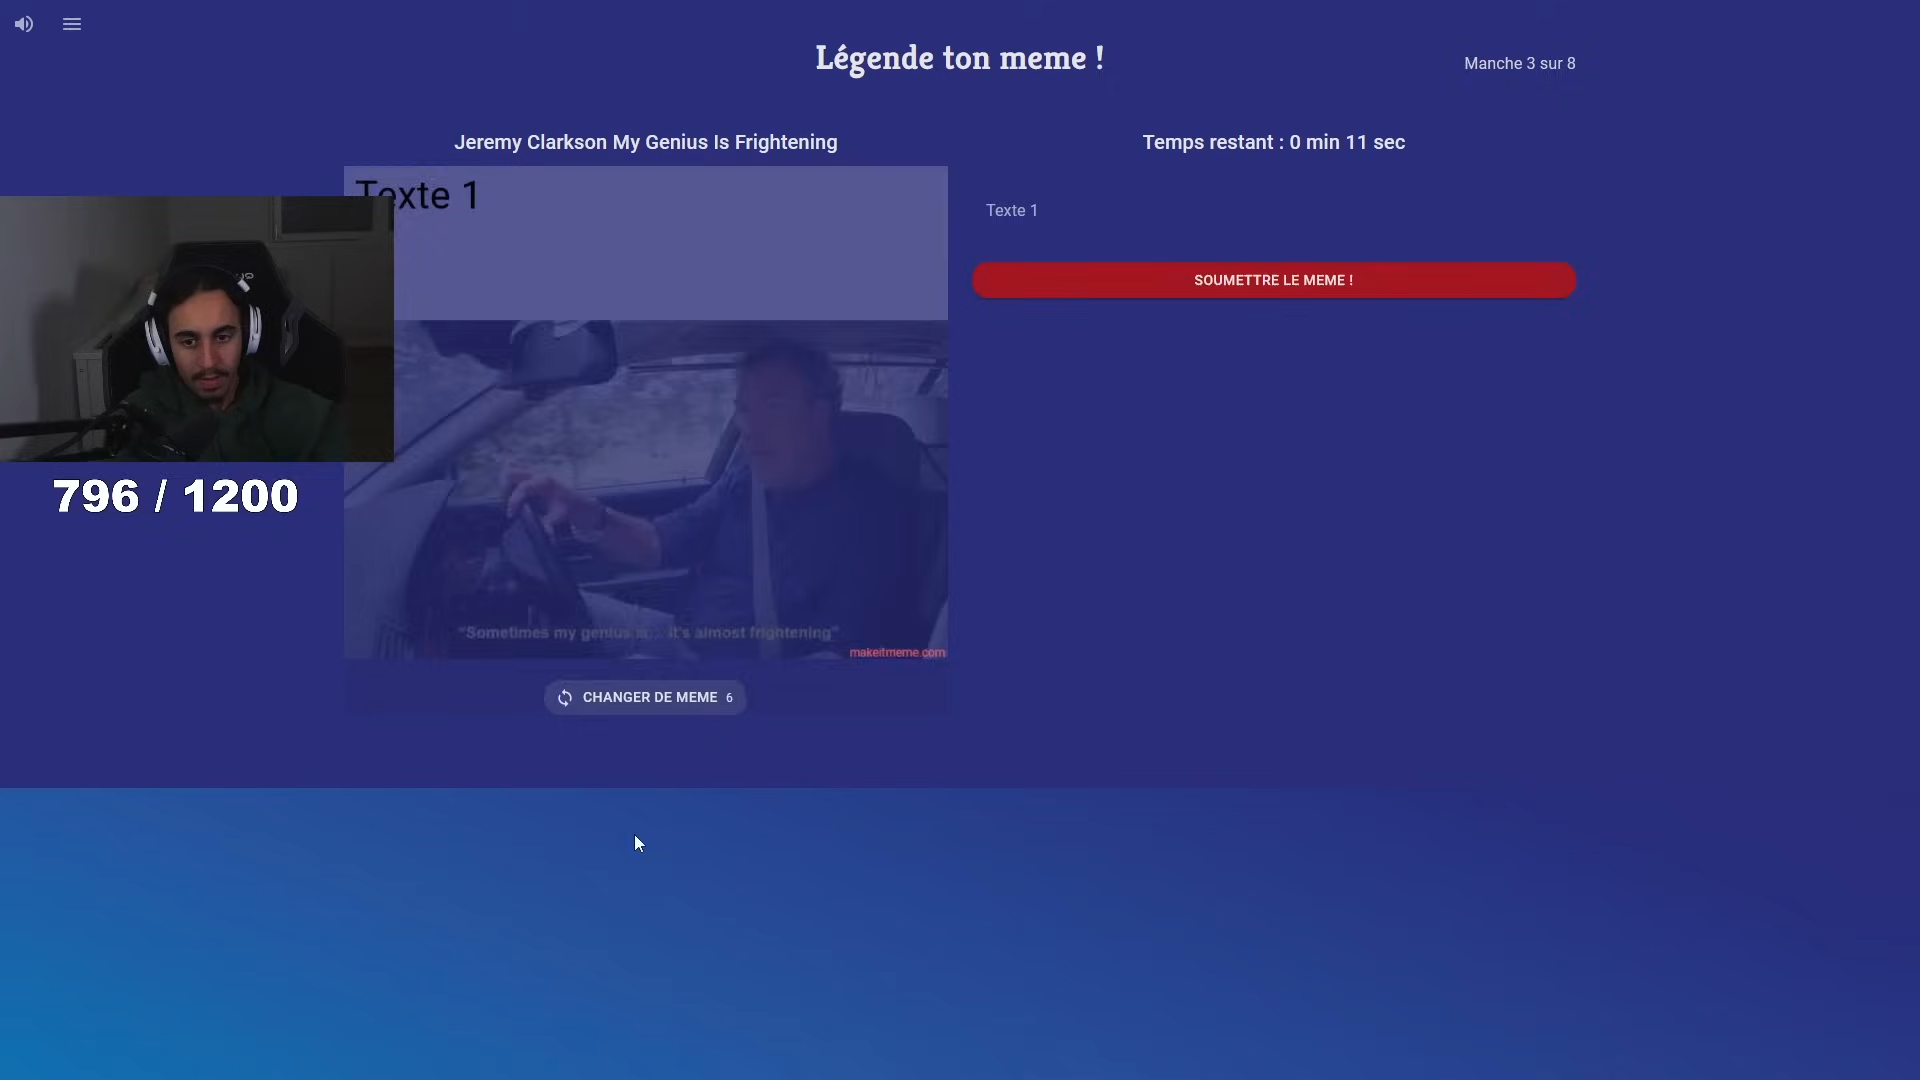 Légende ton meme !
Manche 3 sur 8
Jeremy Clarkson My Genius Is Frightening
Temps restant : 0 min 11 sec
Texte 1
Texte 1
SOUMETTRE LE MEME !
796 / 1200
"Sometimes my genius is... it's almost frightening"
makeitmeme.com
CHANGER DE MEME 6